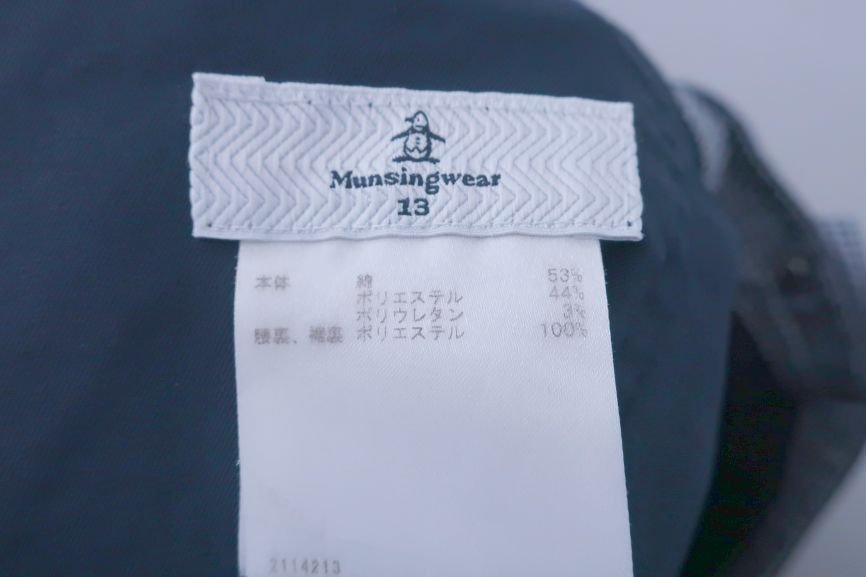 Munsingwear
13
本体 綿 53%
ポリエステル 44%
ポリウレタン 3%
腰裏、裾裏 ポリエステル 100%
2114213